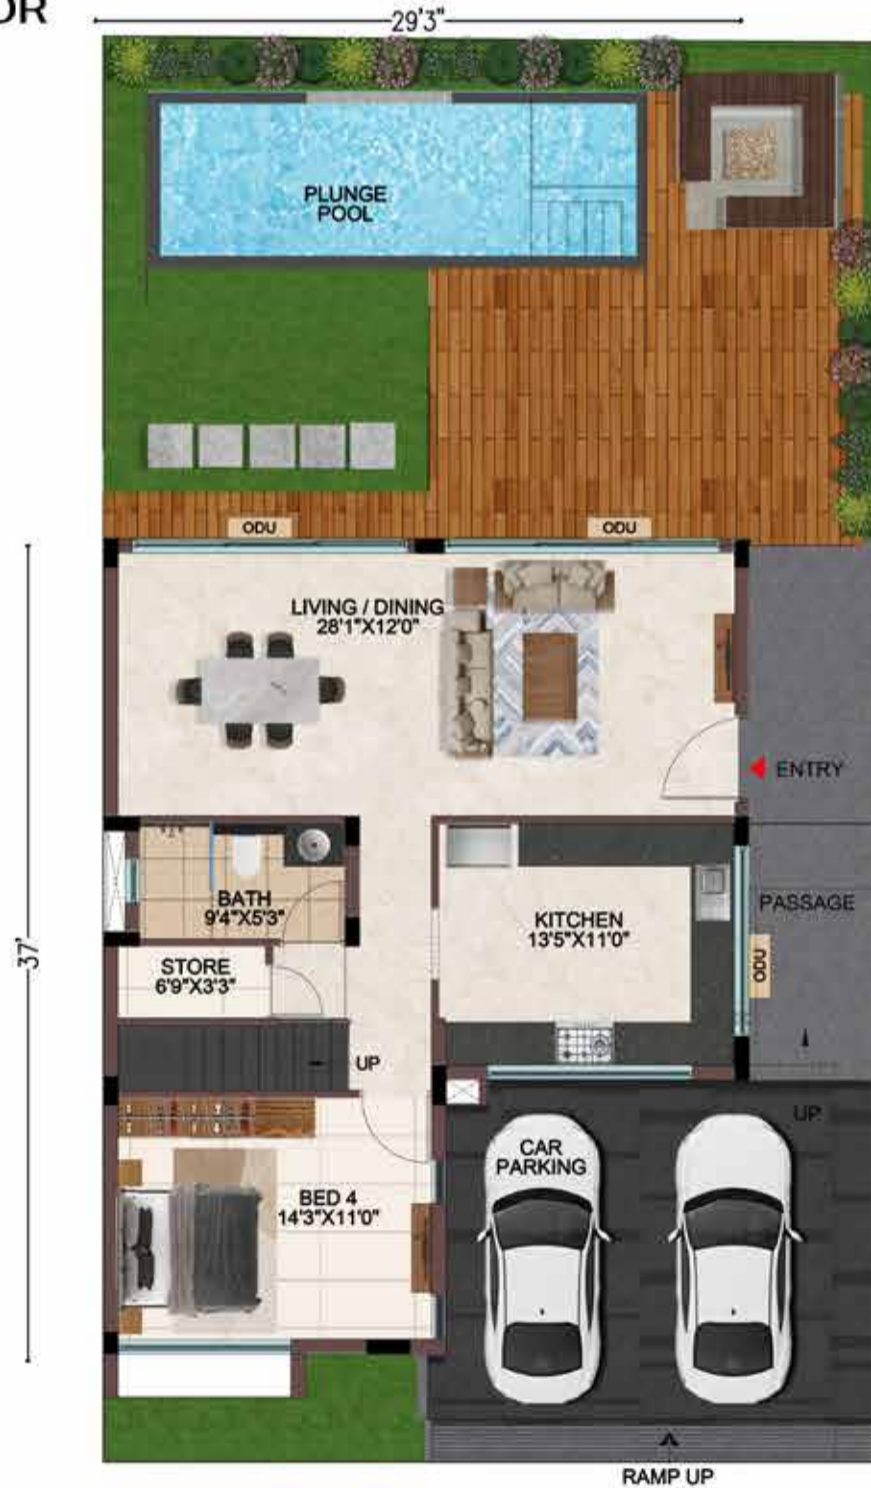 OR
29'3"
PLUNGE
POOL
ODU
ODU
LIVING / DINING
28'1"X12'0"
ENTRY
BATH
9'4"X5'3"
KITCHEN
13'5"X11'0"
PASSAGE
ODU
STORE
6'9"X3'3"
37'
UP
UP
CAR
PARKING
BED 4
14'3"X11'0"
RAMP UP